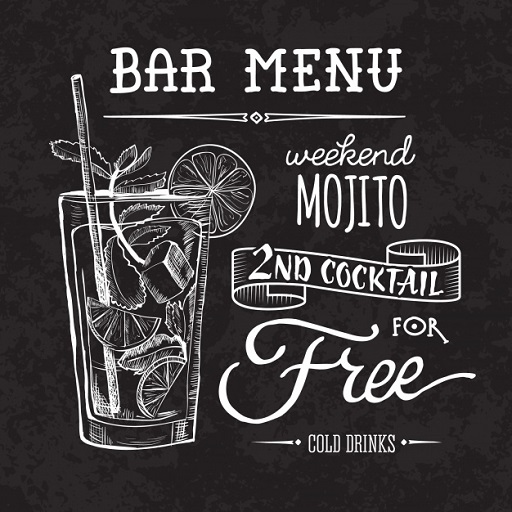 BAR MENU
weekend
MOJITO
2ND COCKTAIL
FOR
Free
COLD DRINKS